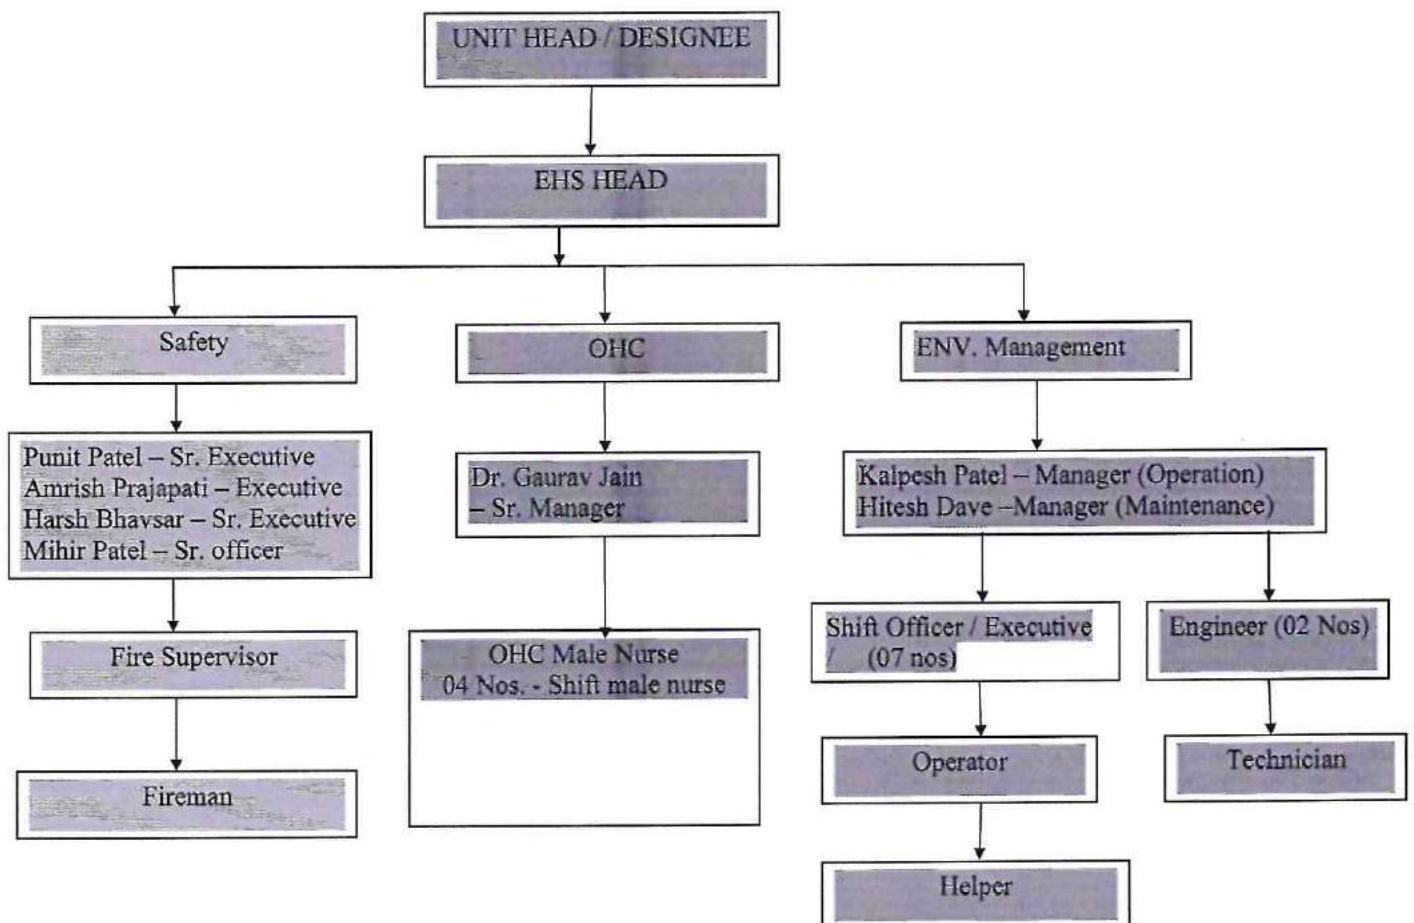 UNIT HEAD / DESIGNEE
EHS HEAD
Safety
OHC
ENV. Management
Punit Patel – Sr. Executive
Amrish Prajapati – Executive
Harsh Bhavsar – Sr. Executive
Mihir Patel – Sr. officer
Dr. Gaurav Jain
– Sr. Manager
Kalpesh Patel – Manager (Operation)
Hitesh Dave –Manager (Maintenance)
Fire Supervisor
OHC Male Nurse
04 Nos. - Shift male nurse
Shift Officer / Executive
/ (07 nos)
Engineer (02 Nos)
Fireman
Operator
Technician
Helper